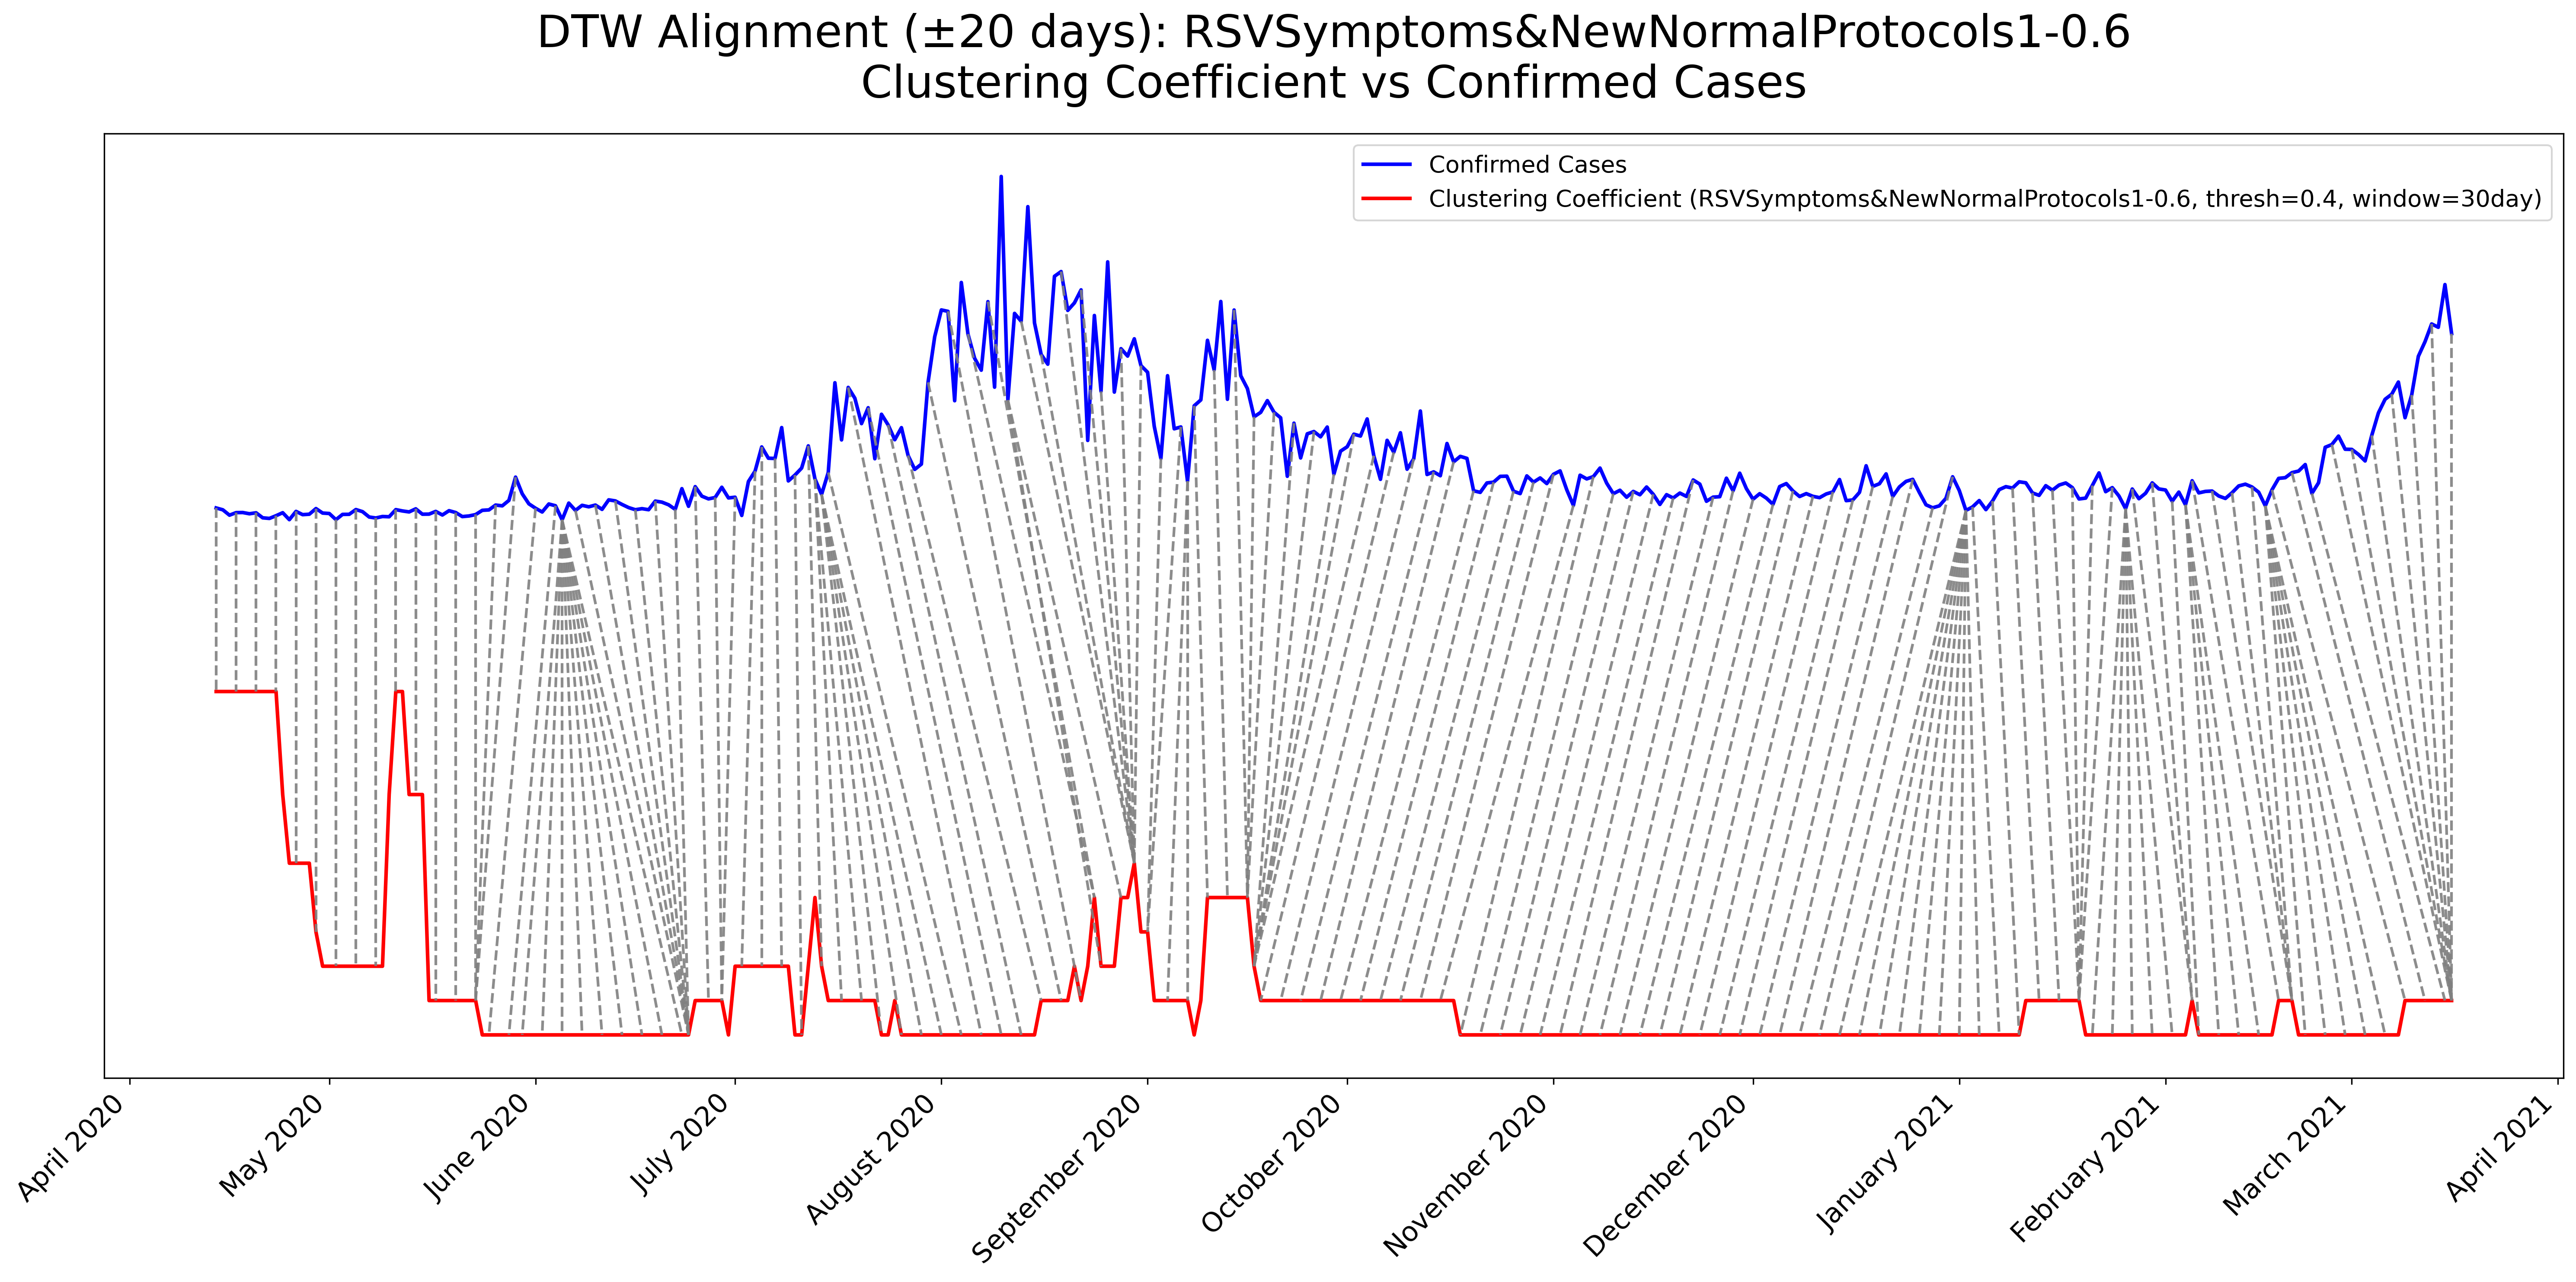 DTW Alignment (±20 days): RSVSymptoms&NewNormalProtocols1-0.6
Clustering Coefficient vs Confirmed Cases
Confirmed Cases
Clustering Coefficient (RSVSymptoms&NewNormalProtocols1-0.6, thresh=0.4, window=30day)
April 2020
May 2020
June 2020
July 2020
August 2020
September 2020
October 2020
November 2020
December 2020
January 2021
February 2021
March 2021
April 2021